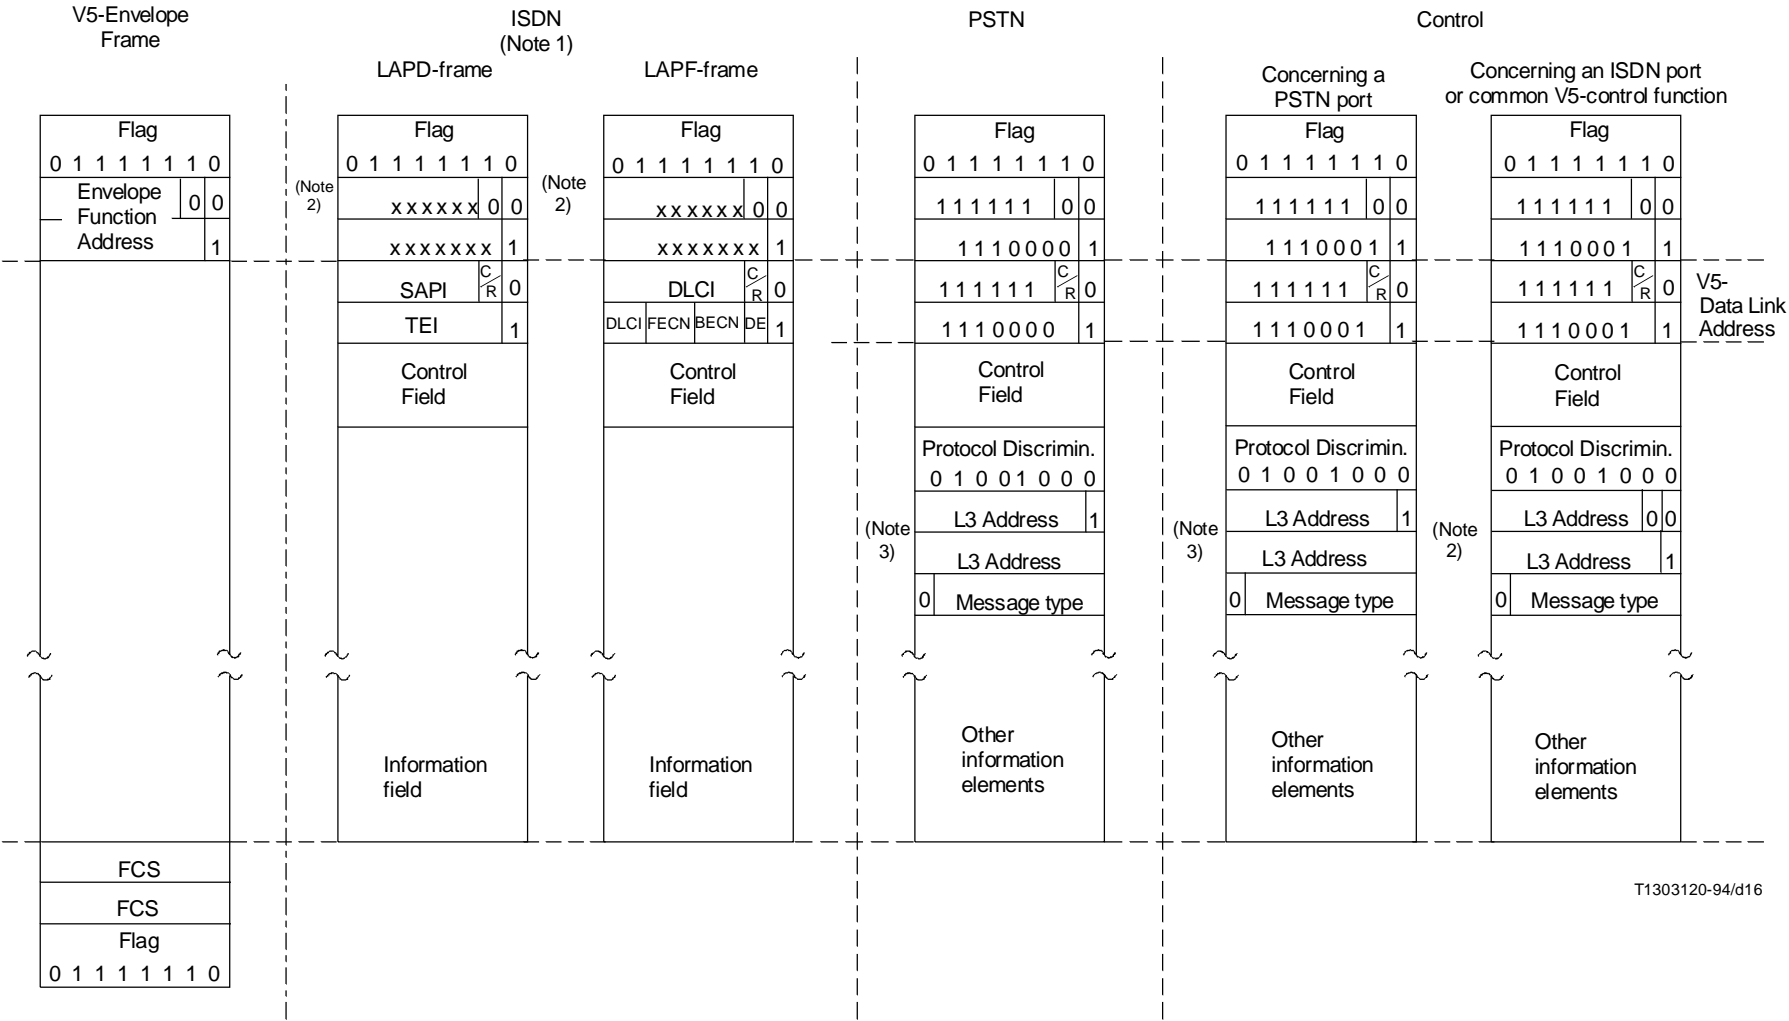 V5-Envelope
Frame
ISDN
(Note 1)
PSTN
Control
LAPD-frame
LAPF-frame
Concerning a
PSTN port
Concerning an ISDN port
or common V5-control function
Flag
0 1 1 1 1 1 1 0
Envelope
Function
Address
0 0
1
FCS
FCS
Flag
0 1 1 1 1 1 1 0
(Note
2)
Flag
0 1 1 1 1 1 1 0
x x x x x x 0 0
x x x x x x x 1
SAPI C/R 0
TEI 1
Control
Field
Information
field
(Note
2)
Flag
0 1 1 1 1 1 1 0
x x x x x x 0 0
x x x x x x x 1
DLCI C/R 0
DLCI FECN BECN DE 1
Control
Field
Information
field
Flag
0 1 1 1 1 1 1 0
1 1 1 1 1 1 0 0
1 1 1 0 0 0 0 1
1 1 1 1 1 1 C/R 0
1 1 1 0 0 0 0 1
Control
Field
Protocol Discrimin.
0 1 0 0 1 0 0 0
(Note
3)
L3 Address 1
L3 Address
0 Message type
Other
information
elements
Flag
0 1 1 1 1 1 1 0
1 1 1 1 1 1 0 0
1 1 1 0 0 0 1 1
1 1 1 1 1 1 C/R 0
1 1 1 0 0 0 1 1
Control
Field
Protocol Discrimin.
0 1 0 0 1 0 0 0
(Note
3)
L3 Address 1
L3 Address
0 Message type
Other
information
elements
Flag
0 1 1 1 1 1 1 0
1 1 1 1 1 1 0 0
1 1 1 0 0 0 1 1
1 1 1 1 1 1 C/R 0
1 1 1 0 0 0 1 1
Control
Field
Protocol Discrimin.
0 1 0 0 1 0 0 0
(Note
2)
L3 Address 0 0
L3 Address 1
0 Message type
Other
information
elements
V5-
Data Link
Address
T1303120-94/d16